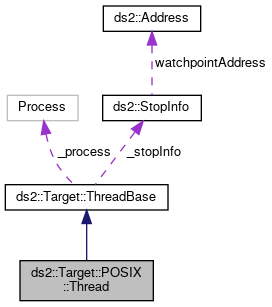 ds2::Address
watchpointAddress
Process
ds2::StopInfo
_process
_stopInfo
ds2::Target::ThreadBase
ds2::Target::POSIX
::Thread